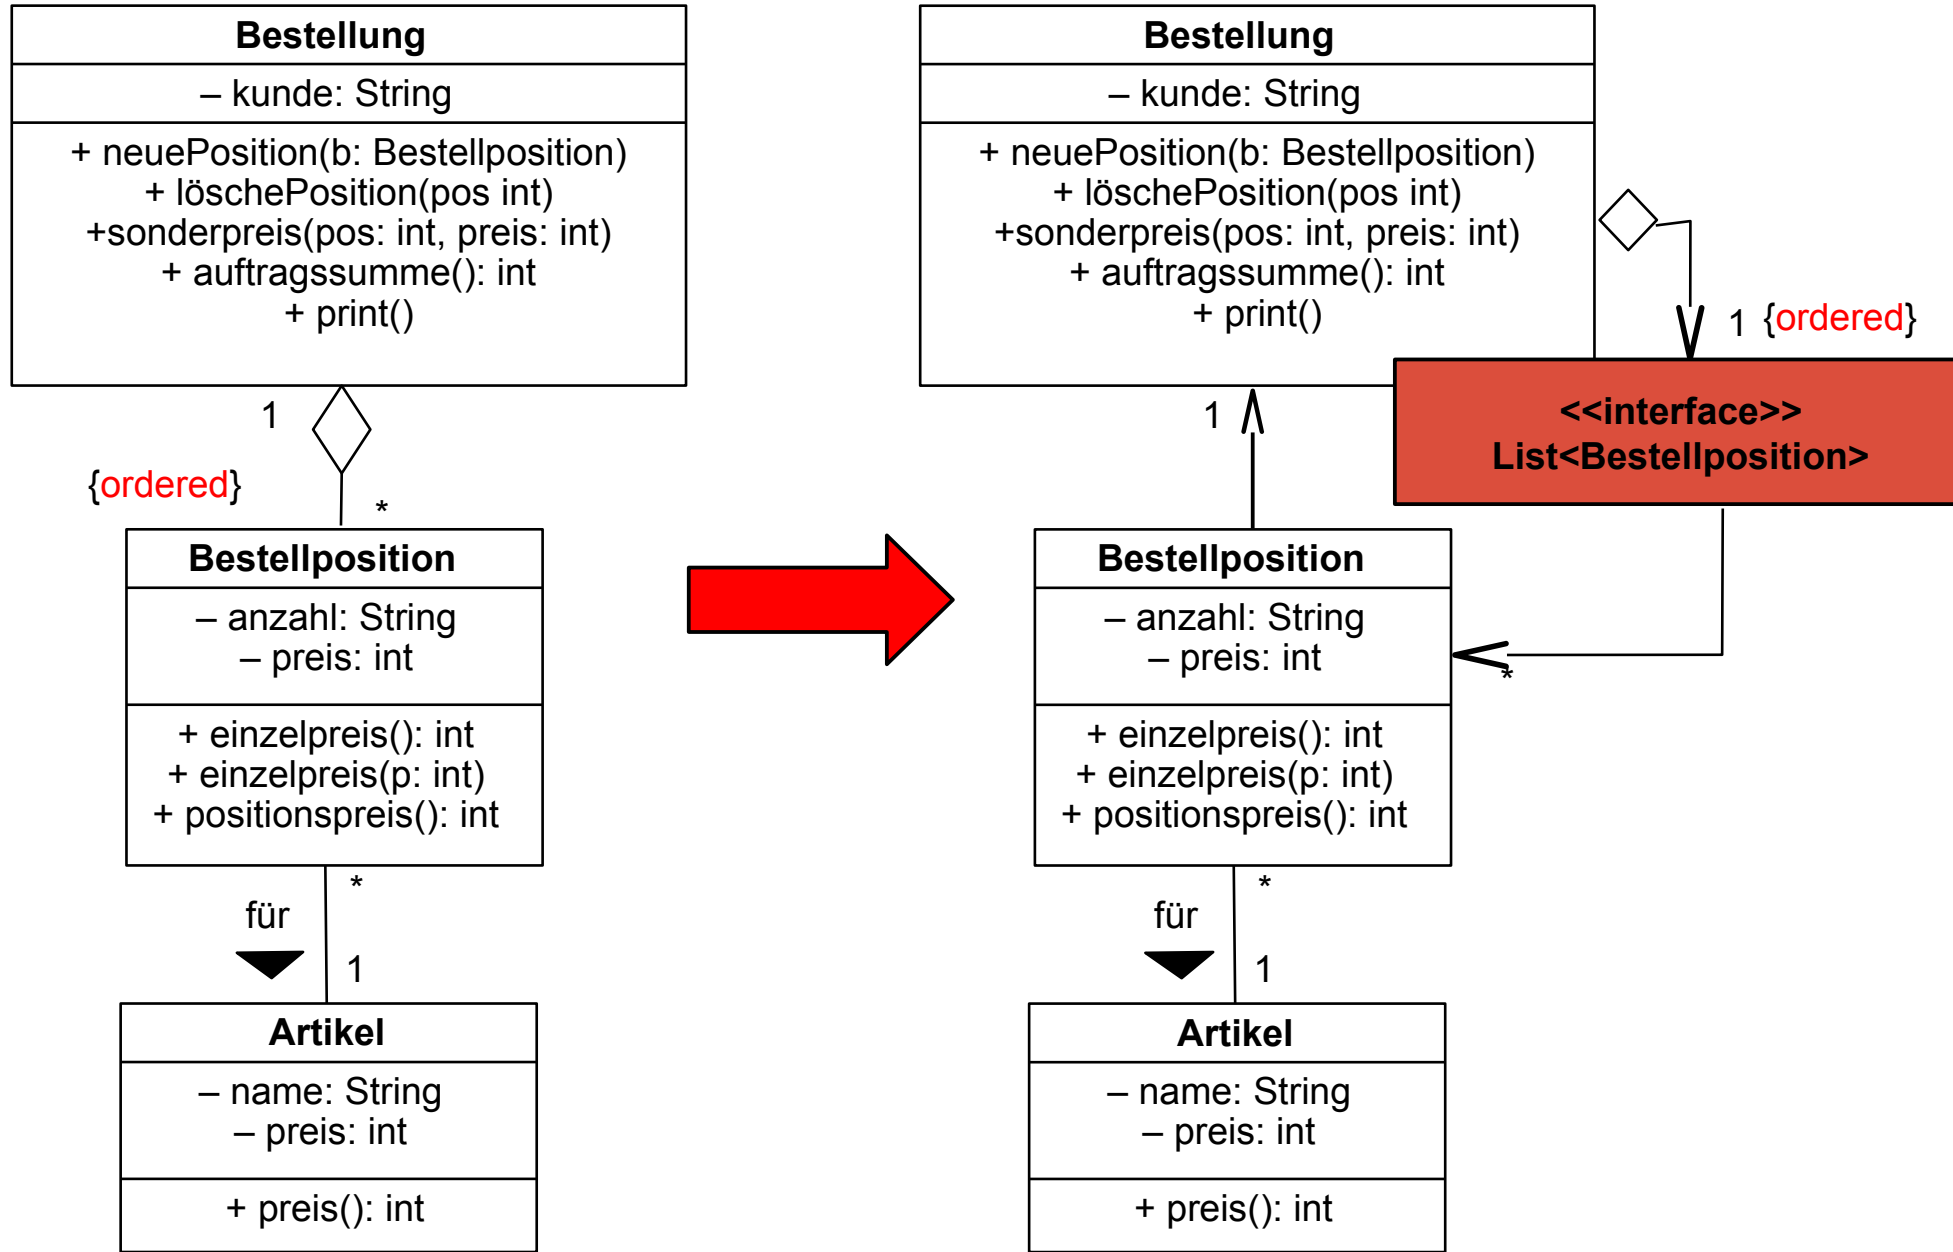 Bestellung
– kunde: String
+ neuePosition(b: Bestellposition)
+ löschePosition(pos int)
+sonderpreis(pos: int, preis: int)
+ auftragssumme(): int
+ print()
1
{ordered}
*
Bestellposition
– anzahl: String
– preis: int
+ einzelpreis(): int
+ einzelpreis(p: int)
+ positionspreis(): int
*
für
1
Artikel
– name: String
– preis: int
+ preis(): int
Bestellung
– kunde: String
+ neuePosition(b: Bestellposition)
+ löschePosition(pos int)
+sonderpreis(pos: int, preis: int)
+ auftragssumme(): int
+ print()
1 {ordered}
<<interface>>
List<Bestellposition>
1
Bestellposition
– anzahl: String
– preis: int
*
+ einzelpreis(): int
+ einzelpreis(p: int)
+ positionspreis(): int
*
für
1
Artikel
– name: String
– preis: int
+ preis(): int